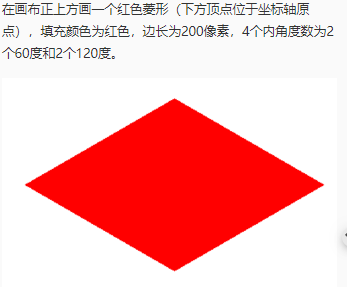 在画布正上方画一个红色菱形（下方顶点位于坐标轴原
点），填充颜色为红色，边长为200像素，4个内角度数为2
个60度和2个120度。